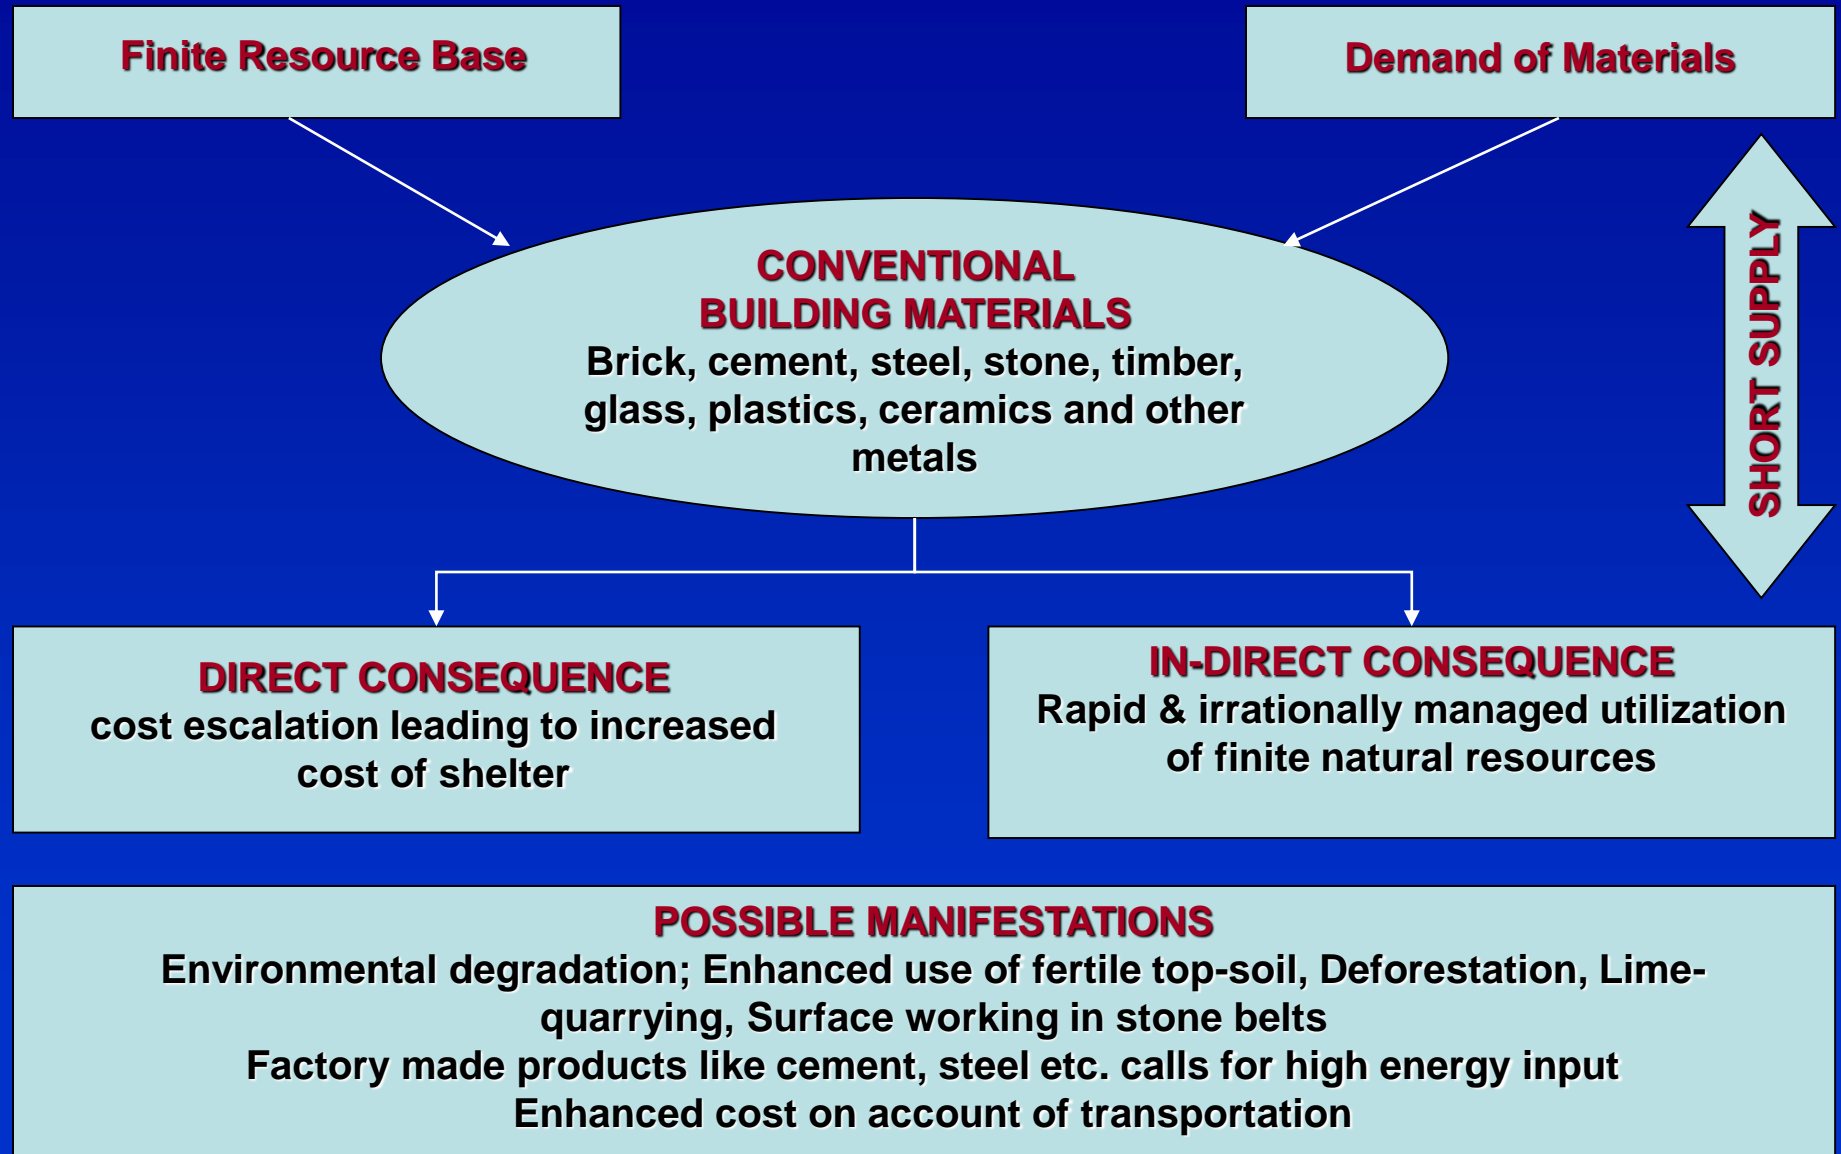 Finite Resource Base
Demand of Materials
CONVENTIONAL
BUILDING MATERIALS
Brick, cement, steel, stone, timber,
glass, plastics, ceramics and other
metals
SHORT SUPPLY
DIRECT CONSEQUENCE
cost escalation leading to increased
cost of shelter
IN-DIRECT CONSEQUENCE
Rapid & irrationally managed utilization
of finite natural resources
POSSIBLE MANIFESTATIONS
Environmental degradation; Enhanced use of fertile top-soil, Deforestation, Lime-
quarrying, Surface working in stone belts
Factory made products like cement, steel etc. calls for high energy input
Enhanced cost on account of transportation